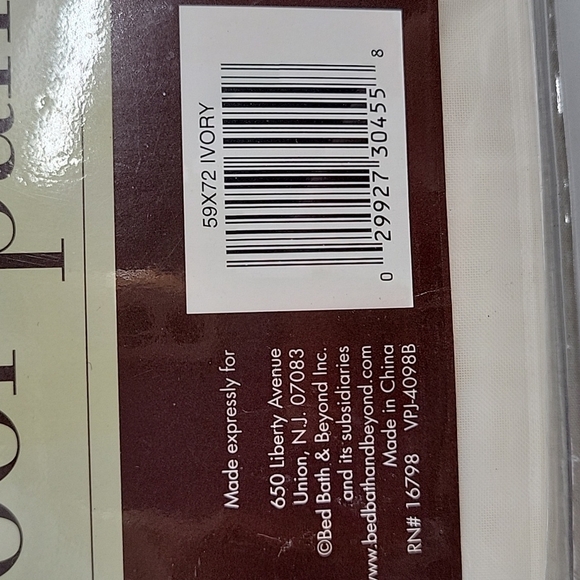 59X72 IVORY
0 29927 30455 8
Made expressly for
650 Liberty Avenue
Union, N.J. 07083
©Bed Bath & Beyond Inc.
and its subsidiaries
www.bedbathandbeyond.com
Made in China
RN# 16798 VPJ-4098B